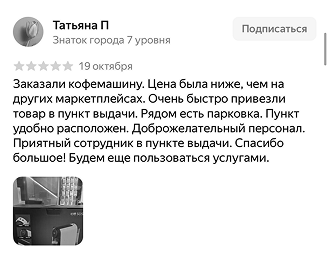 Татьяна П
Подписаться
Знаток города 7 уровня
19 октября
Заказали кофемашину. Цена была ниже, чем на
других маркетплейсах. Очень быстро привезли
товар в пункт выдачи. Рядом есть парковка. Пункт
удобно расположен. Доброжелательный персонал.
Приятный сотрудник в пункте выдачи. Спасибо
большое! Будем еще пользоваться услугами.